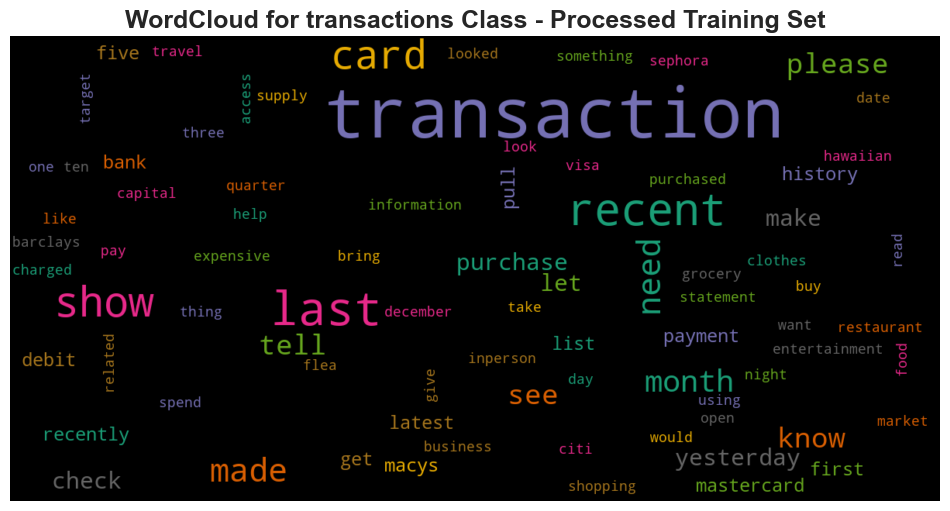 WordCloud for transactions Class - Processed Training Set
five
travel
card
looked
something
sephora
please
target
access
supply
transaction
date
three
look
one
ten
bank
pull
visa
hawaiian
history
capital
quarter
purchased
like
help
information
recent
make
barclays
pay
charged
expensive
bring
purchase
need
grocery
clothes
read
let
statement
buy
show
thing
last
december
take
want
restaurant
debit
related
tell
flea
list
payment
entertainment
food
inperson
give
day
month
night
spend
see
using
open
recently
latest
business
citi
would
know
market
check
made
get
macys
shopping
yesterday
first
mastercard